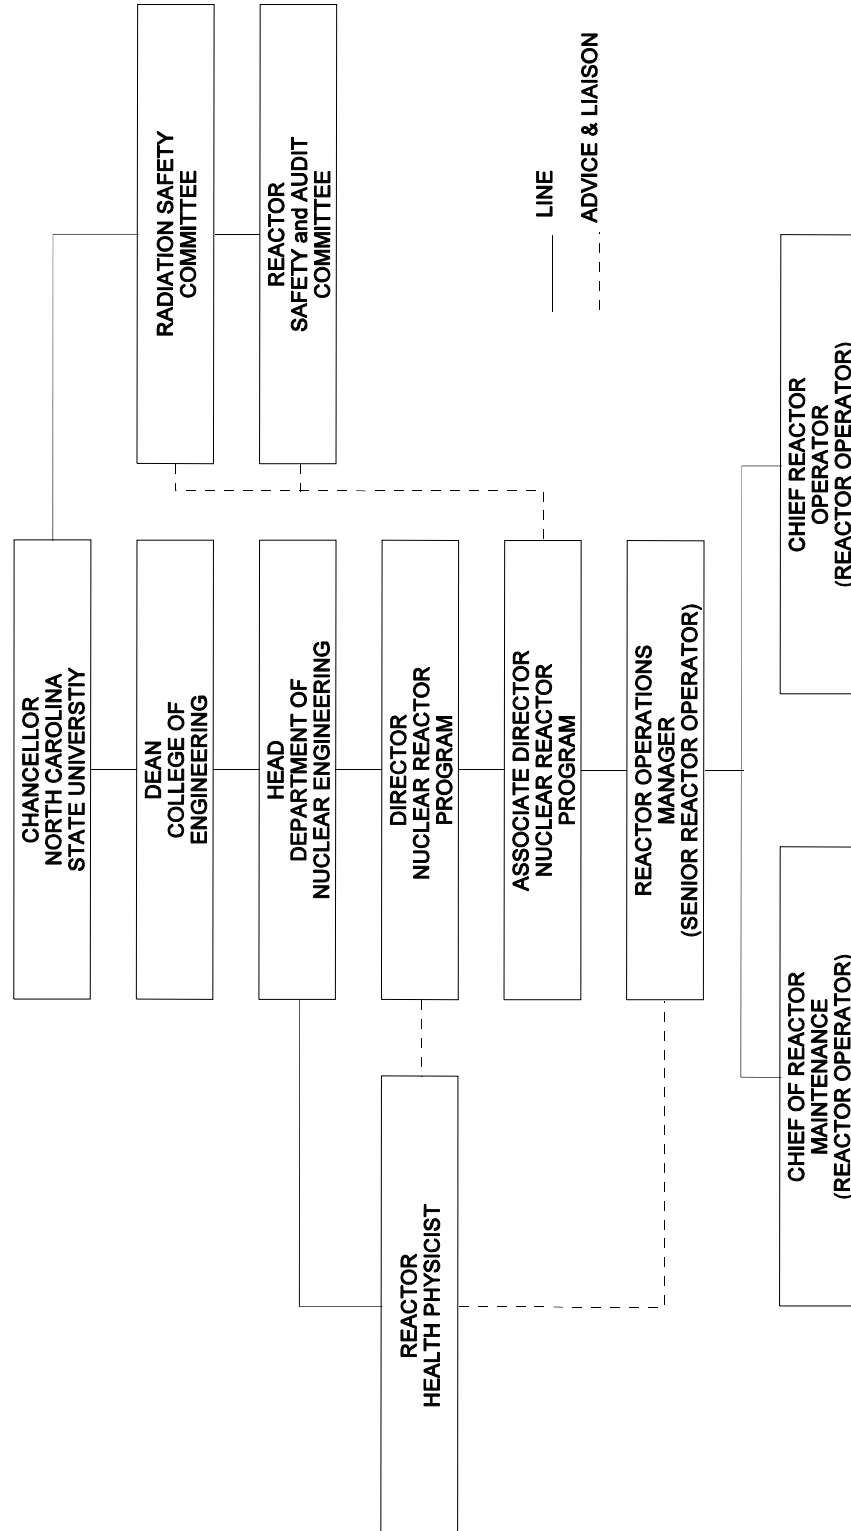 CHANCELLOR
NORTH CAROLINA
STATE UNIVERSTIY
DEAN
COLLEGE OF
ENGINEERING
RADIATION SAFETY
COMMITTEE
HEAD
DEPARTMENT OF
NUCLEAR ENGINEERING
REACTOR
SAFETY and AUDIT
COMMITTEE
REACTOR
HEALTH PHYSICIST
DIRECTOR
NUCLEAR REACTOR
PROGRAM
ASSOCIATE DIRECTOR
NUCLEAR REACTOR
PROGRAM
LINE
ADVICE & LIAISON
REACTOR OPERATIONS
MANAGER
(SENIOR REACTOR OPERATOR)
CHIEF OF REACTOR
MAINTENANCE
(REACTOR OPERATOR)
CHIEF REACTOR
OPERATOR
(REACTOR OPERATOR)